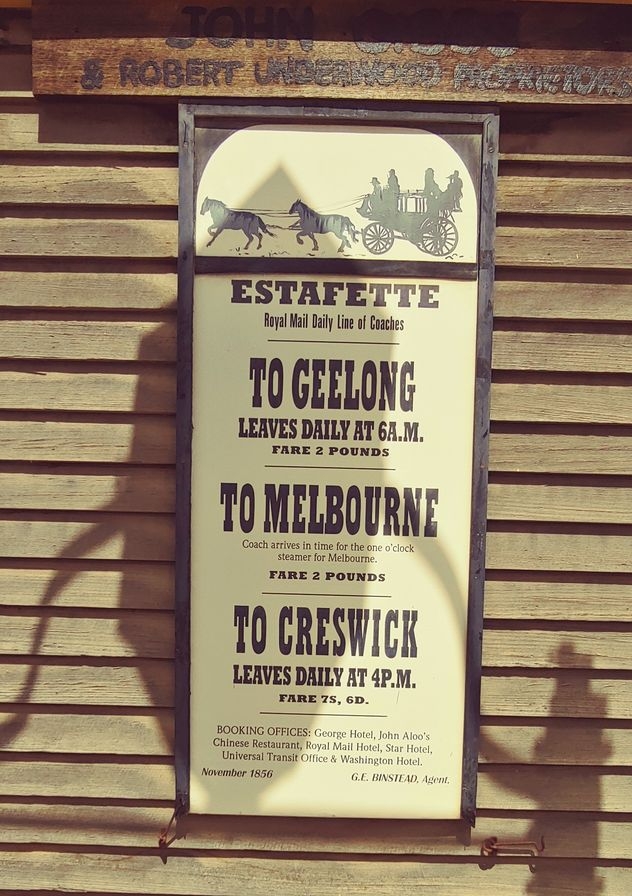 JOHN GIBBS
& ROBERT UNDERWOOD PROPRIETORS
ESTAFETTE
Royal Mail Daily Line of Coaches
TO GEELONG
LEAVES DAILY AT 6A.M.
FARE 2 POUNDS
TO MELBOURNE
Coach arrives in time for the one o'clock
steamer for Melbourne.
FARE 2 POUNDS
TO CRESWICK
LEAVES DAILY AT 4P.M.
FARE 7S, 6D.
BOOKING OFFICES: George Hotel, John Aloo's
Chinese Restaurant, Royal Mail Hotel, Star Hotel,
Universal Transit Office & Washington Hotel.
November 1856 G.E. BINSTEAD, Agent.